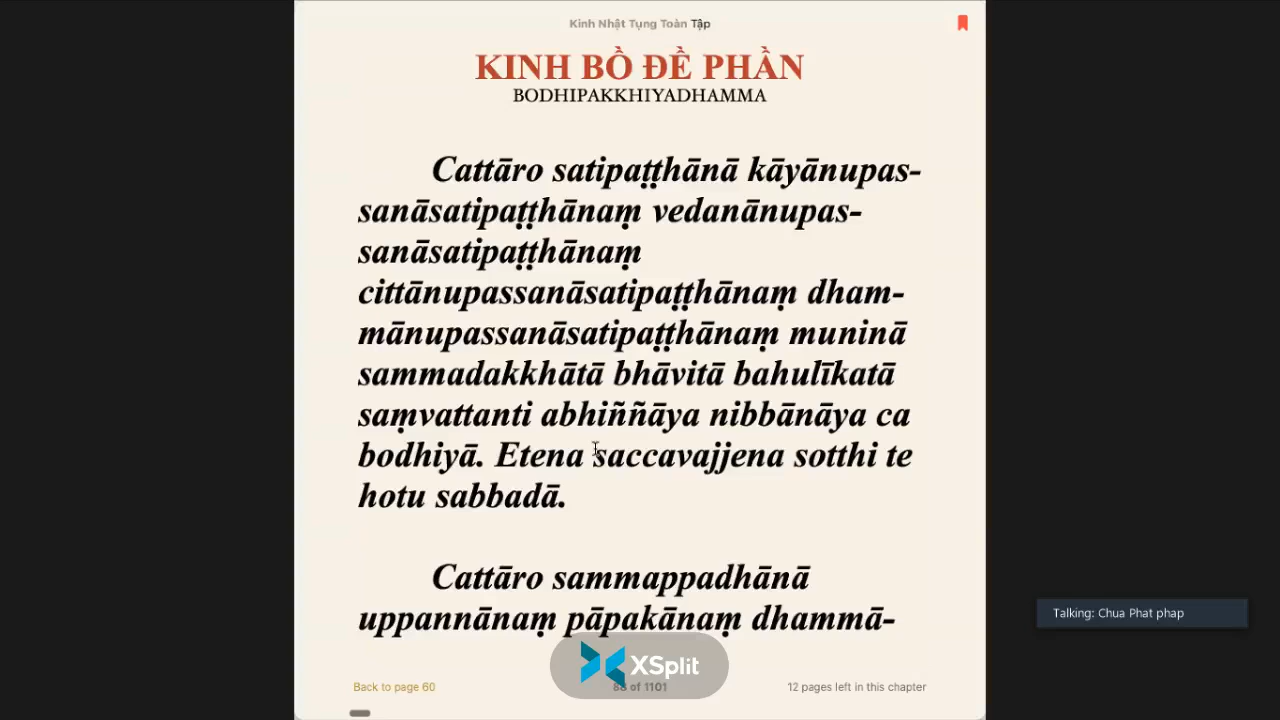 Kinh Nhật Tụng Toàn Tập
KINH BỒ ĐỀ PHẦN
BODHIPAKKHIYADHAMMA
Cattāro satipaṭṭhānā kāyānupas-
sanāsatipaṭṭhānaṃ vedanānupas-
sanāsatipaṭṭhānaṃ
cittānupassanāsatipaṭṭhānaṃ dham-
mānupassanāsatipaṭṭhānaṃ muninā
sammadakkhātā bhāvitā bahulīkatā
saṃvattanti abhiññāya nibbānāya ca
bodhiyā. Etena saccavajjena sotthi te
hotu sabbadā.
Cattāro sammappadhānā
uppannānaṃ pāpakānaṃ dhammā-
Talking: Chua Phat phap
XSplit
Back to page 60
of 1101
12 pages left in this chapter